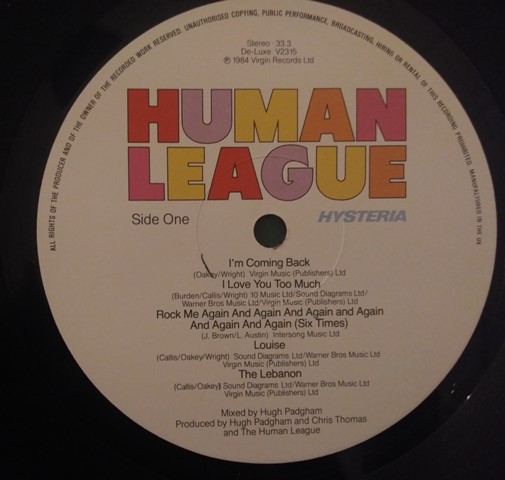 ALL RIGHTS OF THE PRODUCER AND OF THE OWNER OF THE RECORDED WORK RESERVED. UNAUTHORISED COPYING, PUBLIC PERFORMANCE, BROADCASTING, HIRING OR RENTAL OF THIS RECORDING PROHIBITED. MANUFACTURED IN THE UK
Stereo 33.3
De-Luxe V2315
℗ 1984 Virgin Records Ltd
HUMAN
LEAGUE
Side One HYSTERIA
I'm Coming Back
(Oakey/Wright) Virgin Music (Publishers) Ltd
I Love You Too Much
(Burden/Callis/Wright) 10 Music Ltd/Sound Diagrams Ltd/
Warner Bros Music Ltd/Virgin Music (Publishers) Ltd
Rock Me Again And Again And Again and Again
And Again And Again (Six Times)
(J. Brown/L. Austin) Intersong Music Ltd
Louise
(Callis/Oakey/Wright) Sound Diagrams Ltd/Warner Bros Music Ltd
Virgin Music (Publishers) Ltd
The Lebanon
(Callis/Oakey) Sound Diagrams Ltd/Warner Bros Music Ltd
Virgin Music (Publishers) Ltd
Mixed by Hugh Padgham
Produced by Hugh Padgham and Chris Thomas
and The Human League